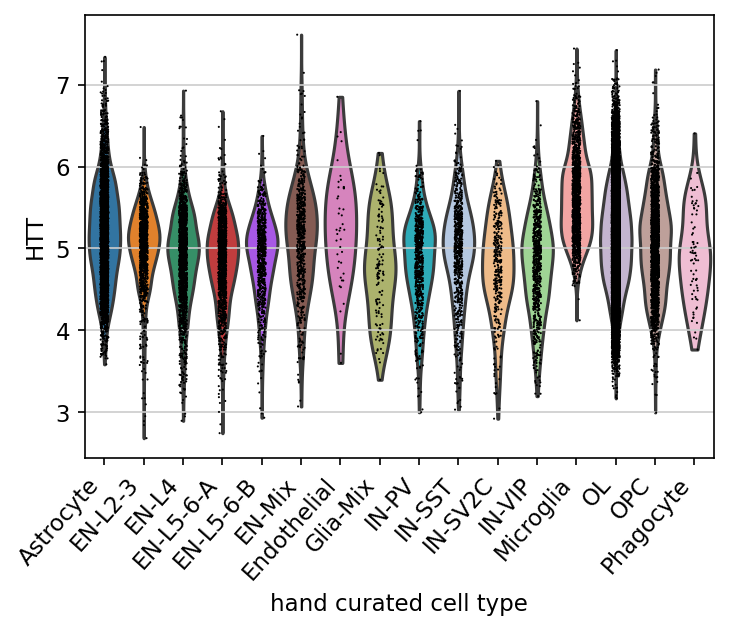 HTT
7
6
5
4
3
Astrocyte
EN-L2-3
EN-L4
EN-L5-6-A
EN-L5-6-B
EN-Mix
Endothelial
Glia-Mix
IN-PV
IN-SST
IN-SV2C
IN-VIP
Microglia
OL
OPC
Phagocyte
hand curated cell type